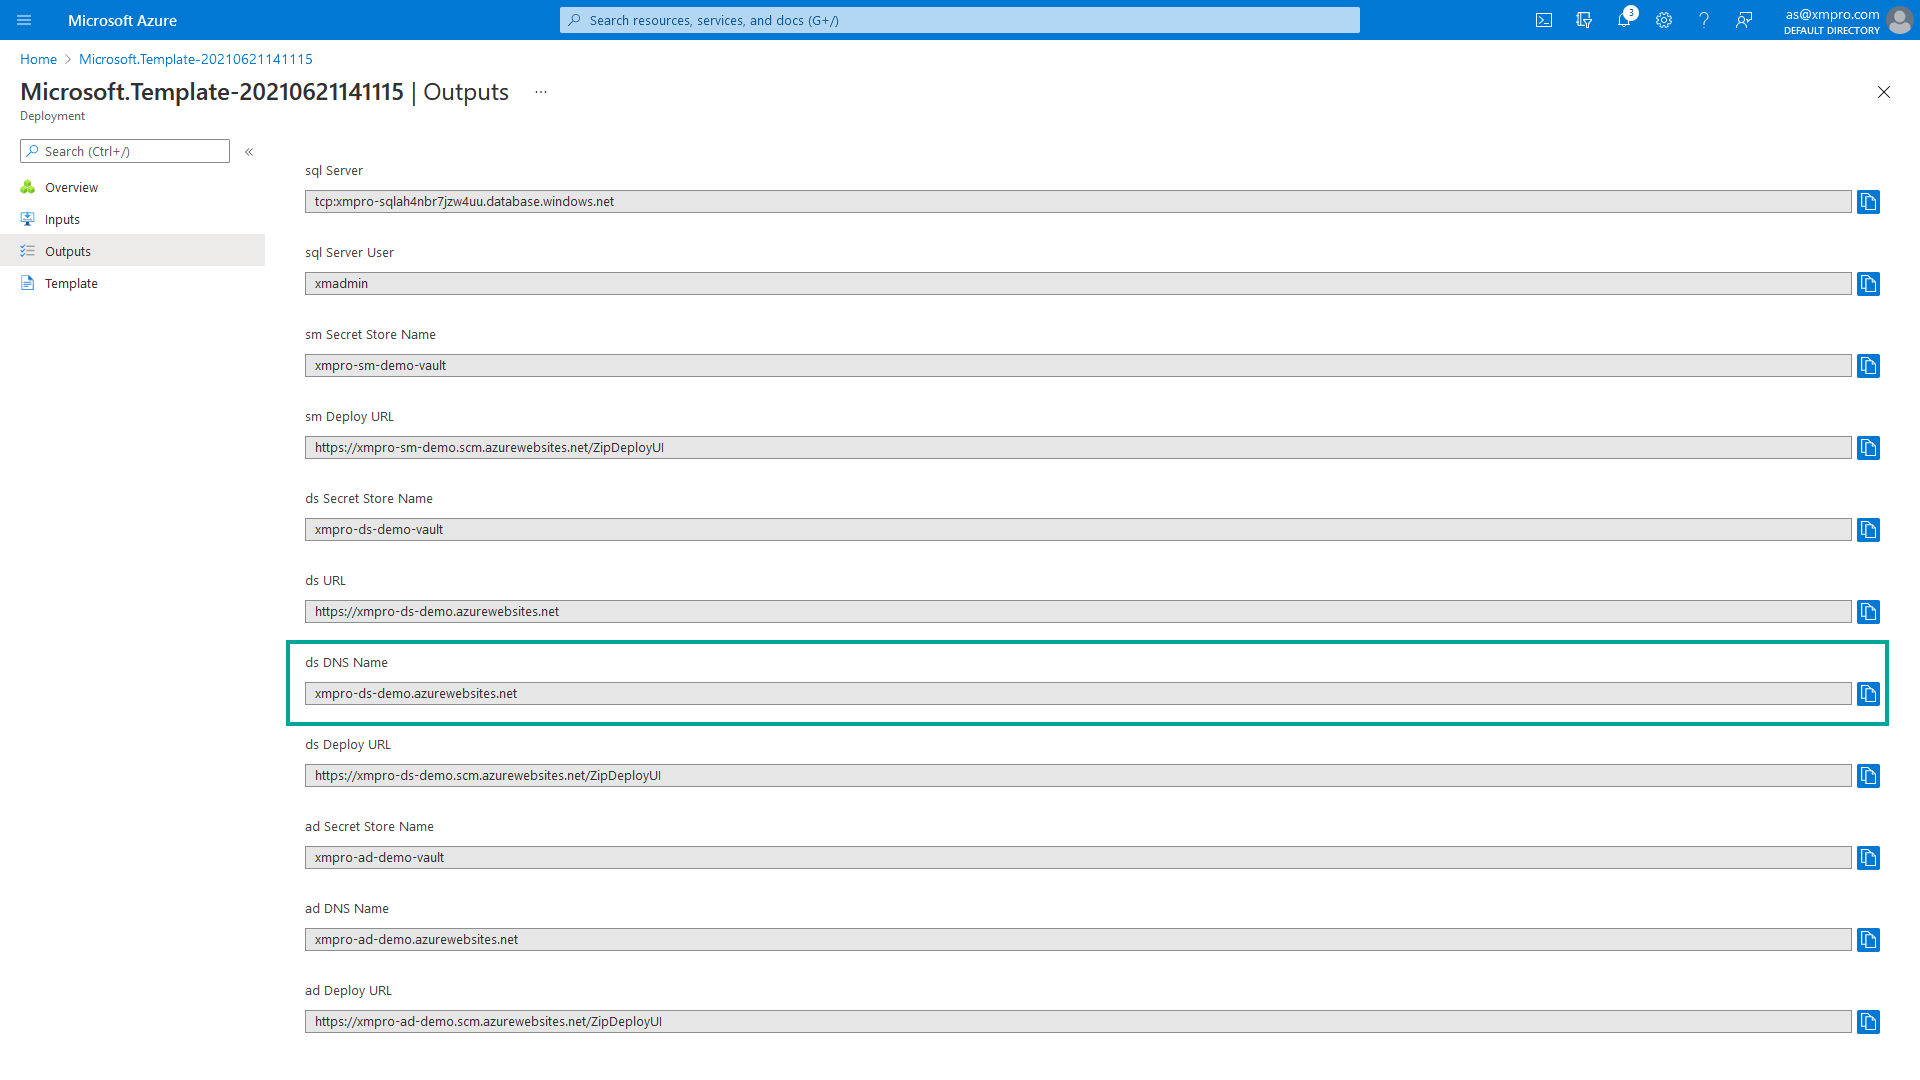 Microsoft Azure
Search resources, services, and docs (G+/)
3
as@xmpro.com
DEFAULT DIRECTORY
Home > Microsoft.Template-20210621141115
Microsoft.Template-20210621141115 | Outputs ...
Deployment
Search (Ctrl+/) «
Overview
Inputs
Outputs
Template
sql Server
tcp:xmpro-sqlah4nbr7jzw4uu.database.windows.net
sql Server User
xmadmin
sm Secret Store Name
xmpro-sm-demo-vault
sm Deploy URL
https://xmpro-sm-demo.scm.azurewebsites.net/ZipDeployUI
ds Secret Store Name
xmpro-ds-demo-vault
ds URL
https://xmpro-ds-demo.azurewebsites.net
ds DNS Name
xmpro-ds-demo.azurewebsites.net
ds Deploy URL
https://xmpro-ds-demo.scm.azurewebsites.net/ZipDeployUI
ad Secret Store Name
xmpro-ad-demo-vault
ad DNS Name
xmpro-ad-demo.azurewebsites.net
ad Deploy URL
https://xmpro-ad-demo.scm.azurewebsites.net/ZipDeployUI